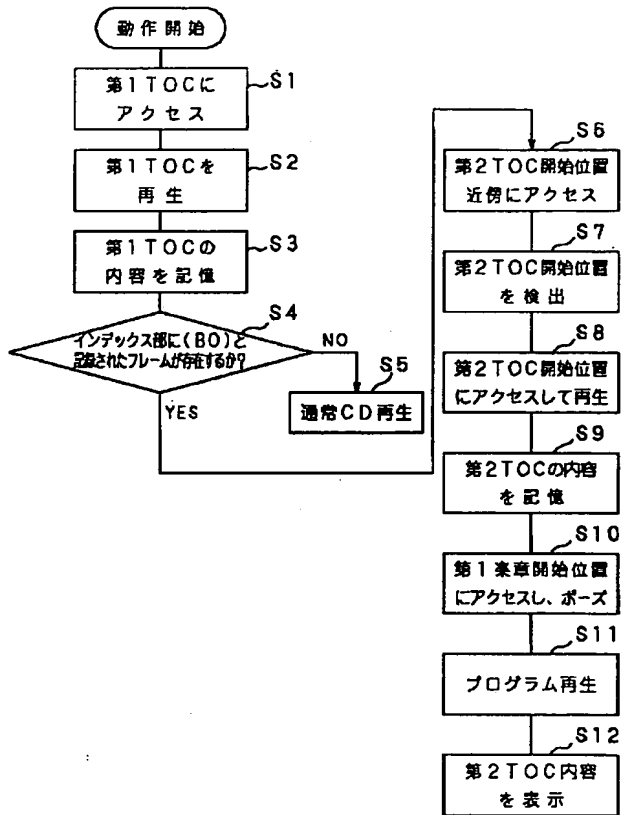 動作開始
S1
第1TOCに
アクセス
S2
第1TOCを
再生
S3
第1TOCの
内容を記憶
S4
インデックス部に(BO)と
記録されたフレームが存在するか?
NO
YES
S5
通常CD再生
S6
第2TOC開始位置
近傍にアクセス
S7
第2TOC開始位置
を検出
S8
第2TOC開始位置
にアクセスして再生
S9
第2TOCの内容
を記憶
S10
第1楽章開始位置
にアクセスし、ポーズ
S11
プログラム再生
S12
第2TOC内容
を表示